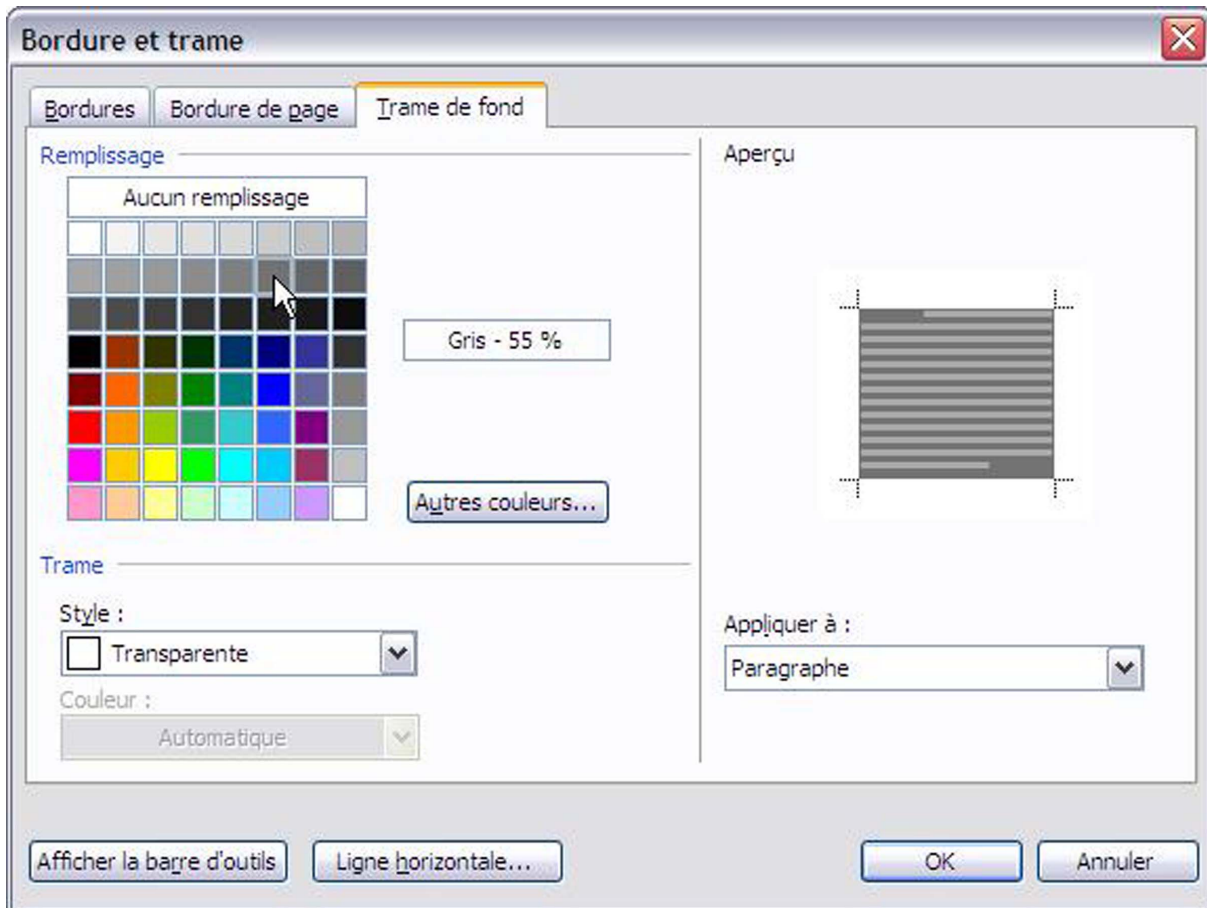 Bordure et trame
Bordures
Bordure de page
Trame de fond
Remplissage
Aucun remplissage
Gris - 55 %
Autres couleurs...
Trame
Style :
Transparente
Couleur :
Automatique
Aperçu
Appliquer à :
Paragraphe
Afficher la barre d'outils
Ligne horizontale...
OK
Annuler